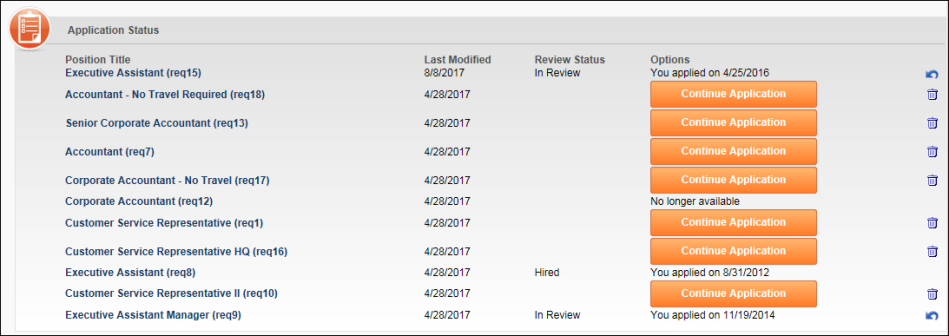 Application Status
Position Title Last Modified Review Status Options
Executive Assistant (req15) 8/8/2017 In Review You applied on 4/25/2016
Accountant - No Travel Required (req18) 4/28/2017 Continue Application
Senior Corporate Accountant (req13) 4/28/2017 Continue Application
Accountant (req7) 4/28/2017 Continue Application
Corporate Accountant - No Travel (req17) 4/28/2017 Continue Application
Corporate Accountant (req12) 4/28/2017 No longer available
Customer Service Representative (req1) 4/28/2017 Continue Application
Customer Service Representative HQ (req16) 4/28/2017 Continue Application
Executive Assistant (req8) 4/28/2017 Hired You applied on 8/31/2012
Customer Service Representative II (req10) 4/28/2017 Continue Application
Executive Assistant Manager (req9) 4/28/2017 In Review You applied on 11/19/2014